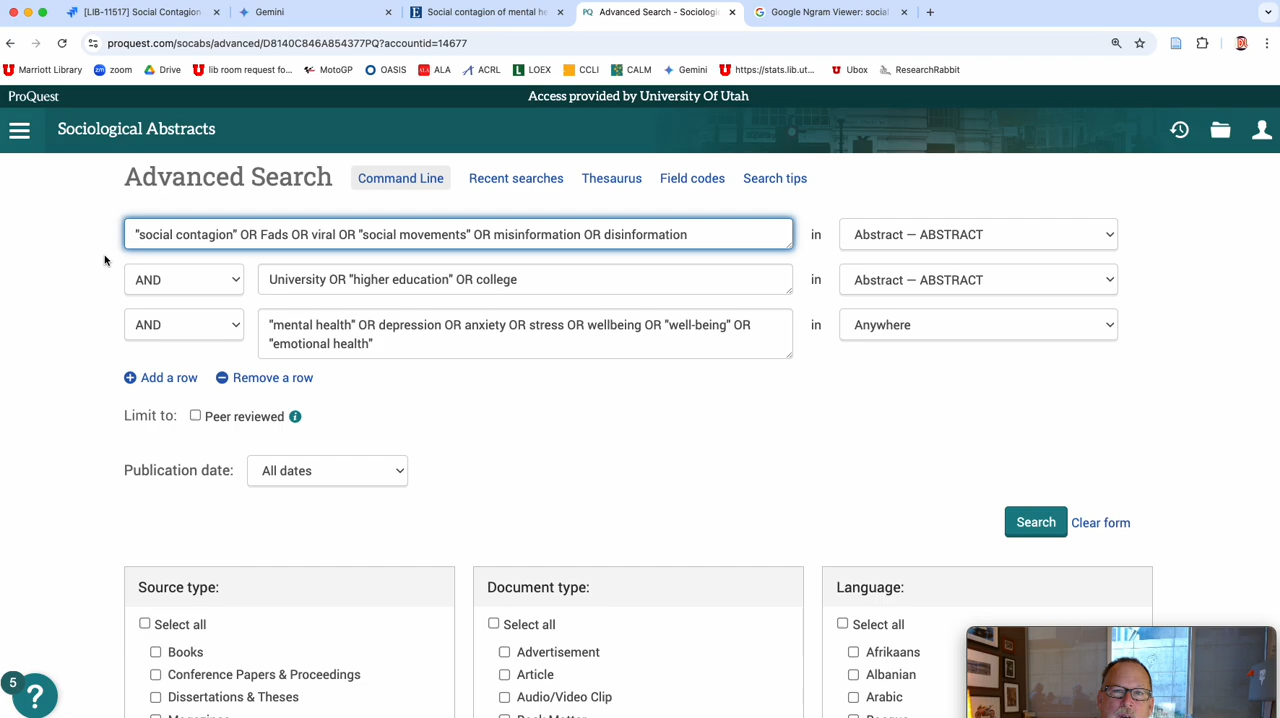 [LIB-11517] Social Contagion
Gemini
Social contagion of mental he
PQ Advanced Search - Sociologi
Google Ngram Viewer: social
proquest.com/socabs/advanced/D8140C846A854377PQ?accountid=14677
Marriott Library zoom Drive lib room request fo... MotoGP OASIS ALA ACRL LOEX CCLI CALM Gemini https://stats.lib.ut... Ubox ResearchRabbit
ProQuest Access provided by University Of Utah
Sociological Abstracts
Advanced Search Command Line Recent searches Thesaurus Field codes Search tips
"social contagion" OR Fads OR viral OR "social movements" OR misinformation OR disinformation in Abstract — ABSTRACT
AND University OR "higher education" OR college in Abstract — ABSTRACT
AND "mental health" OR depression OR anxiety OR stress OR wellbeing OR "well-being" OR in Anywhere
"emotional health"
Add a row Remove a row
Limit to: Peer reviewed
Publication date: All dates
Search Clear form
Source type: Document type: Language:
Select all Select all Select all
Books Advertisement Afrikaans
Conference Papers & Proceedings Article Albanian
Dissertations & Theses Audio/Video Clip Arabic
5 ?